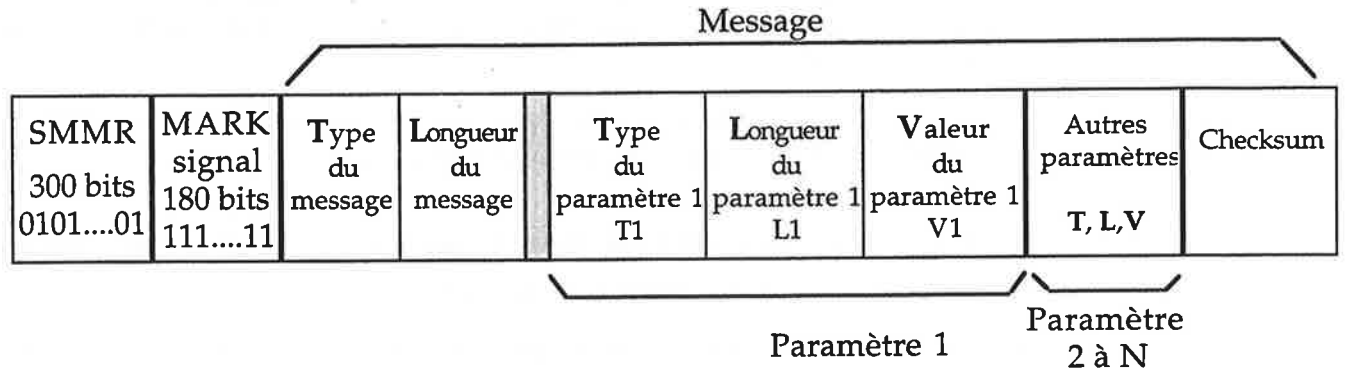 Message
SMMR
300 bits
0101....01
MARK
signal
180 bits
111....11
Type
du
message
Longueur
du
message
Type
du
paramètre 1
T1
Longueur
du
paramètre 1
L1
Valeur
du
paramètre 1
V1
Autres
paramètres
T, L,V
Checksum
Paramètre 1
Paramètre
2 à N